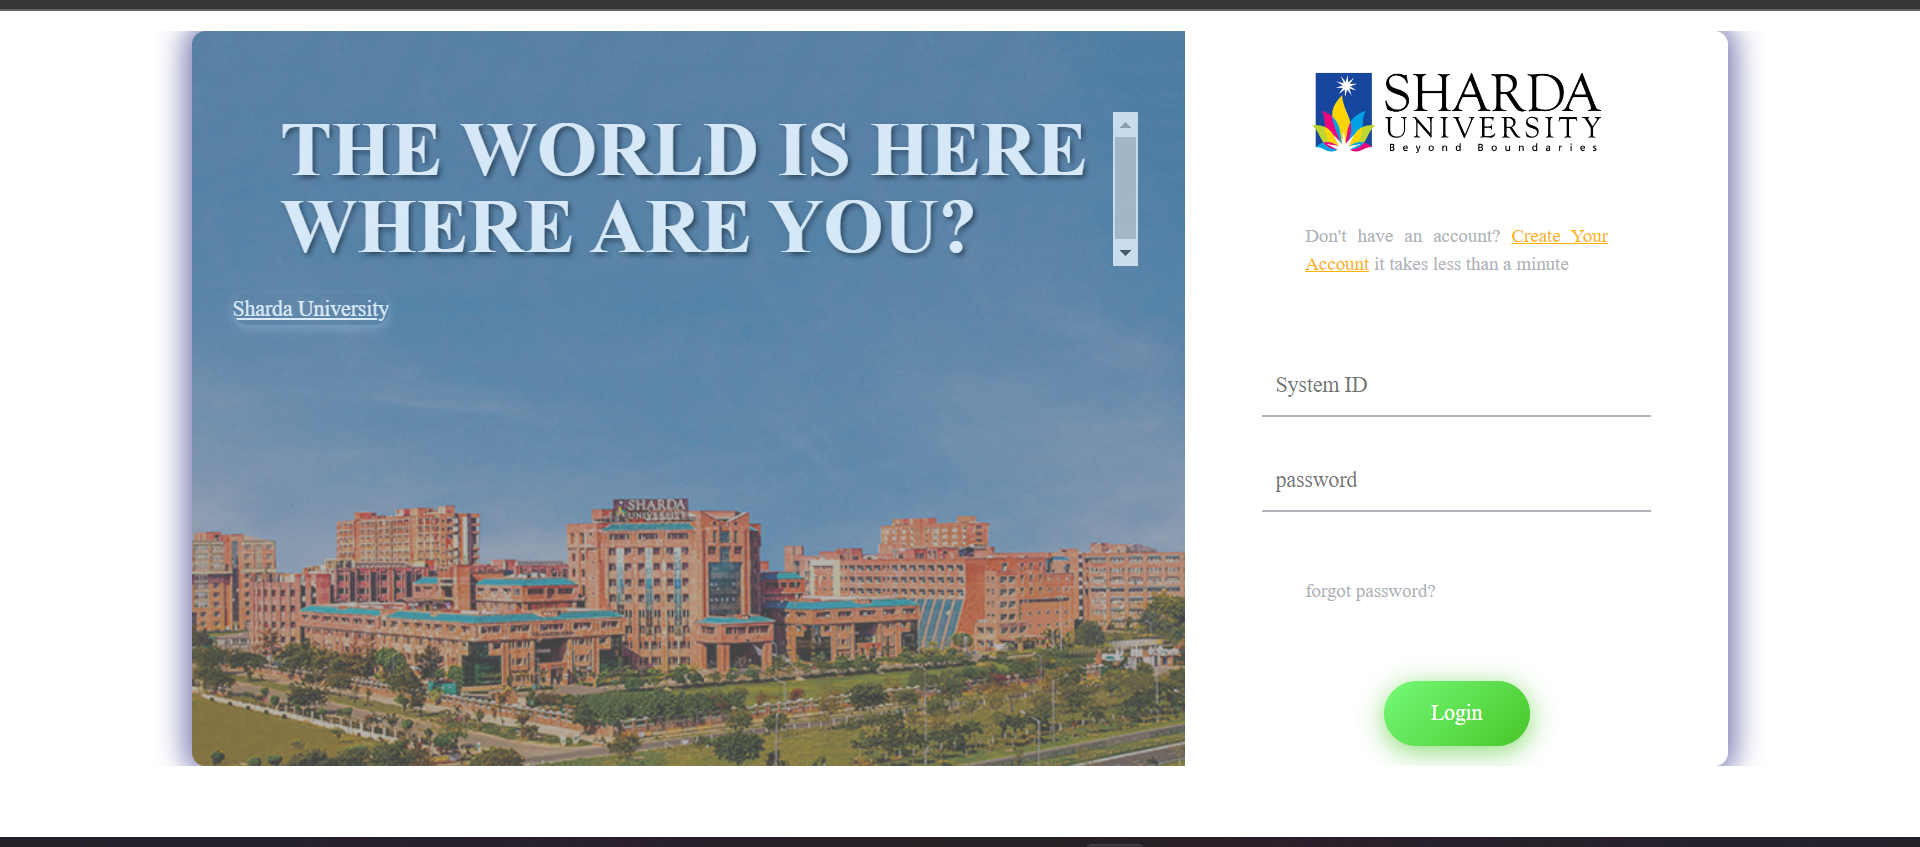 THE WORLD IS HERE
WHERE ARE YOU?
Sharda University
SHARDA
UNIVERSITY
SHARDA
UNIVERSITY
Beyond Boundaries
Don't have an account? Create Your
Account it takes less than a minute
System ID
password
forgot password?
Login